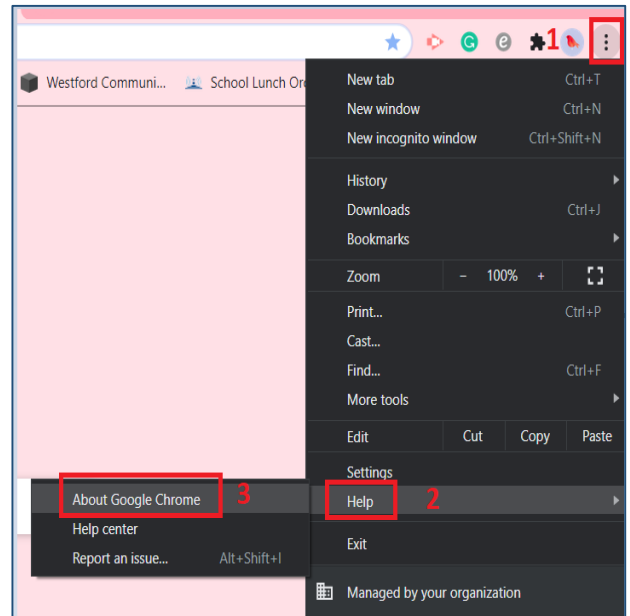 1
Westford Communi... School Lunch Or
New tab Ctrl+T
New window Ctrl+N
New incognito window Ctrl+Shift+N
History
Downloads Ctrl+J
Bookmarks
Zoom - 100% +
Print... Ctrl+P
Cast...
Find... Ctrl+F
More tools
Edit Cut Copy Paste
Settings
Help 2
About Google Chrome 3
Help center
Report an issue... Alt+Shift+I
Exit
Managed by your organization